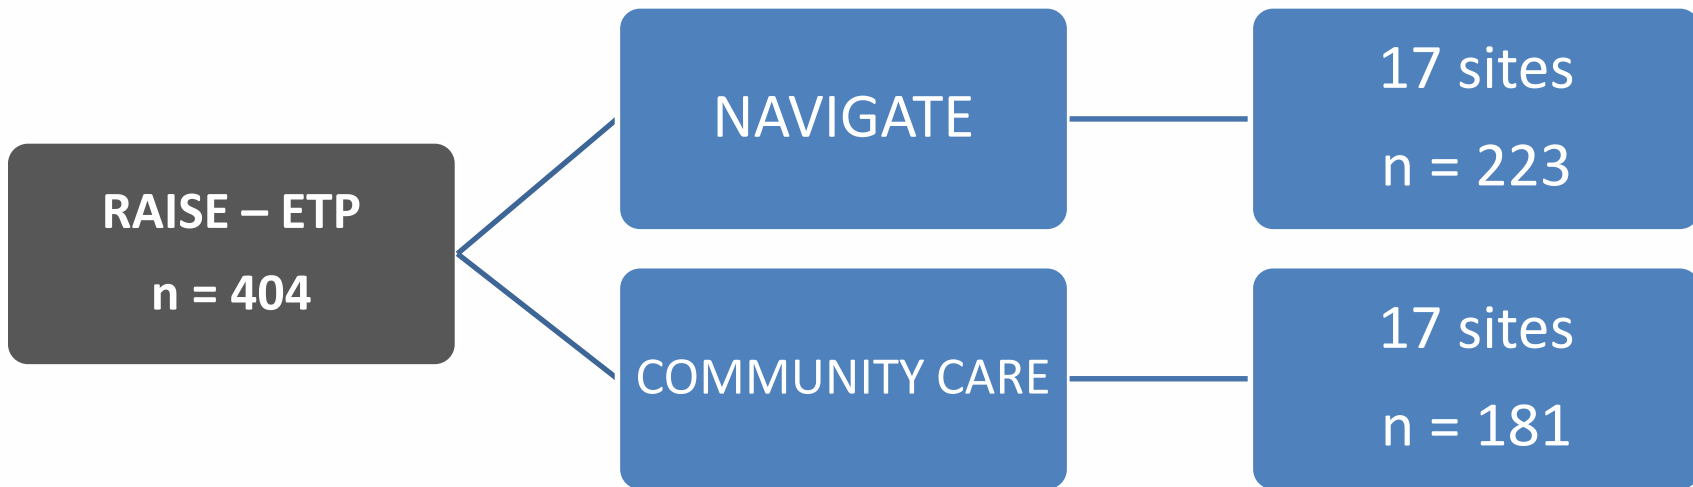 RAISE – ETP
n = 404
NAVIGATE
17 sites
n = 223
COMMUNITY CARE
17 sites
n = 181